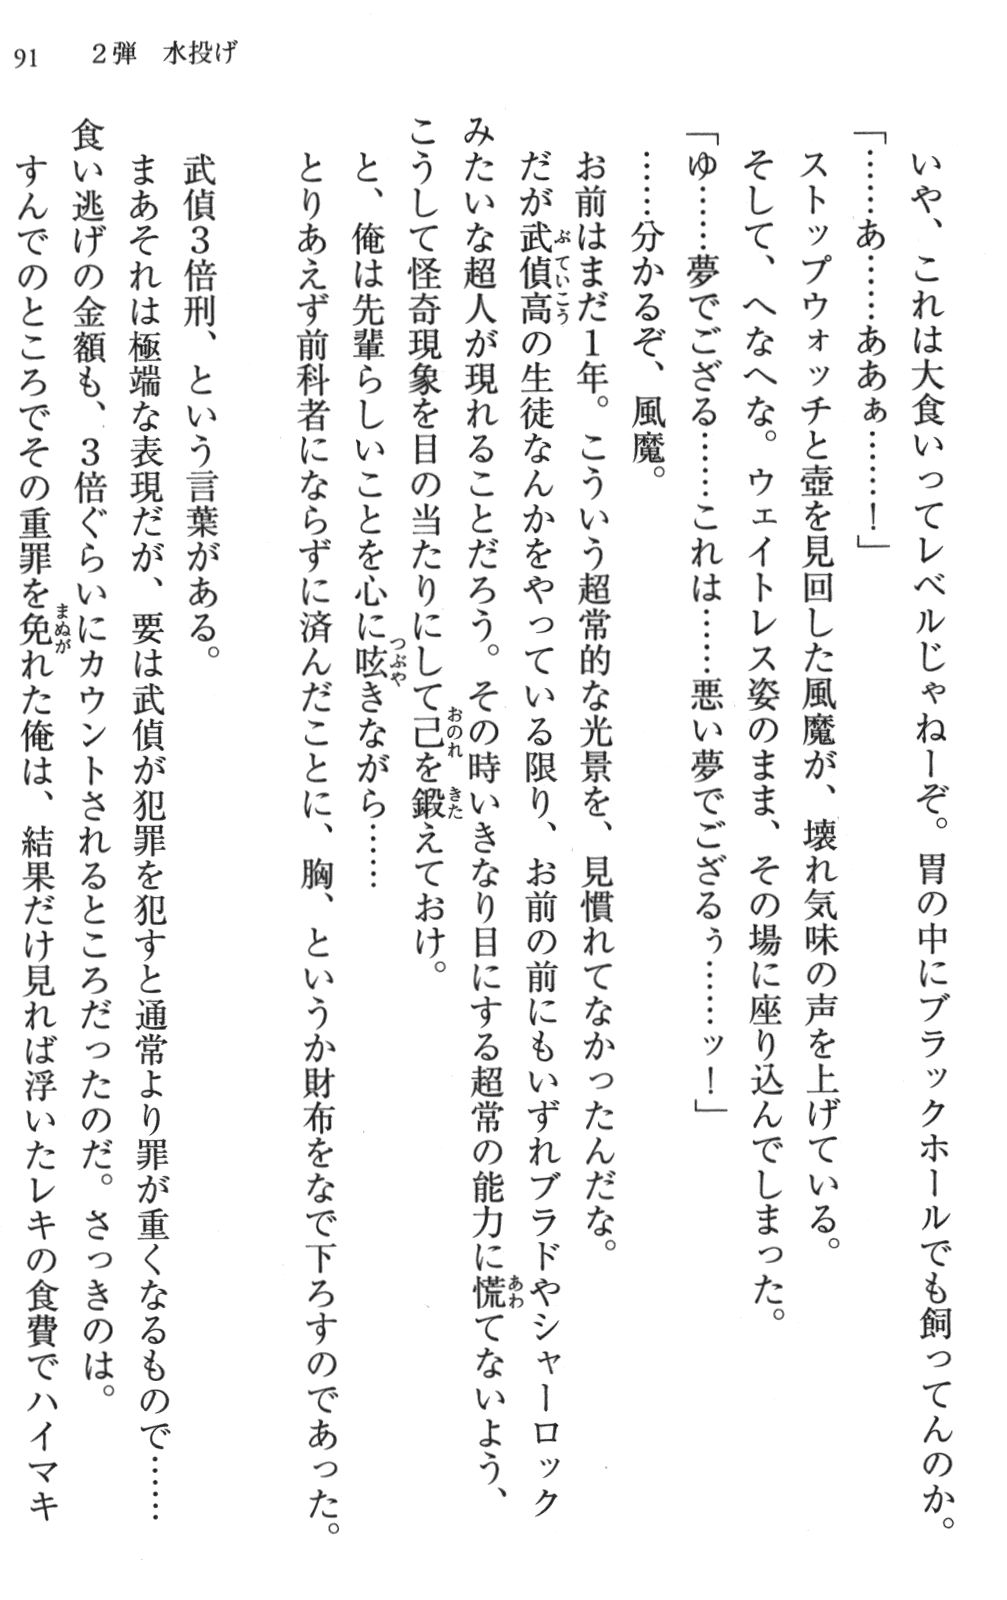 91　２弾　水投げ
いや、これは大食いってレベルじゃねーぞ。胃の中にブラックホールでも飼ってんのか。
「……あ……あぁ……！」
ストップウォッチと壺を見回した風魔が、壊れ気味の声を上げている。
そして、へなへな。ウェイトレス姿のまま、その場に座り込んでしまった。
「ゆ……夢でござる……これは……悪い夢でござるぅ……ッ！」
……分かるぞ、風魔。
お前はまだ１年。こういう超常的な光景を、見慣れてなかったんだな。
だが武偵高の生徒なんかをやっている限り、お前の前にもいずれブラドやシャーロック
みたいな超人が現れることだろう。その時いきなり目にする超常の能力に慌てないよう、
こうして怪奇現象を目の当たりにして己を鍛えておけ。
と、俺は先輩らしいことを心に呟きながら……
とりあえず前科者にならずに済んだことに、胸、というか財布をなで下ろすのであった。
武偵３倍刑、という言葉がある。
まあそれは極端な表現だが、要は武偵が犯罪を犯すと通常より罪が重くなるもので……
食い逃げの金額も、３倍ぐらいにカウントされるところだったのだ。さっきのは。
すんでのところでその重罪を免れた俺は、結果だけ見れば浮いたレキの食費でハイマキ